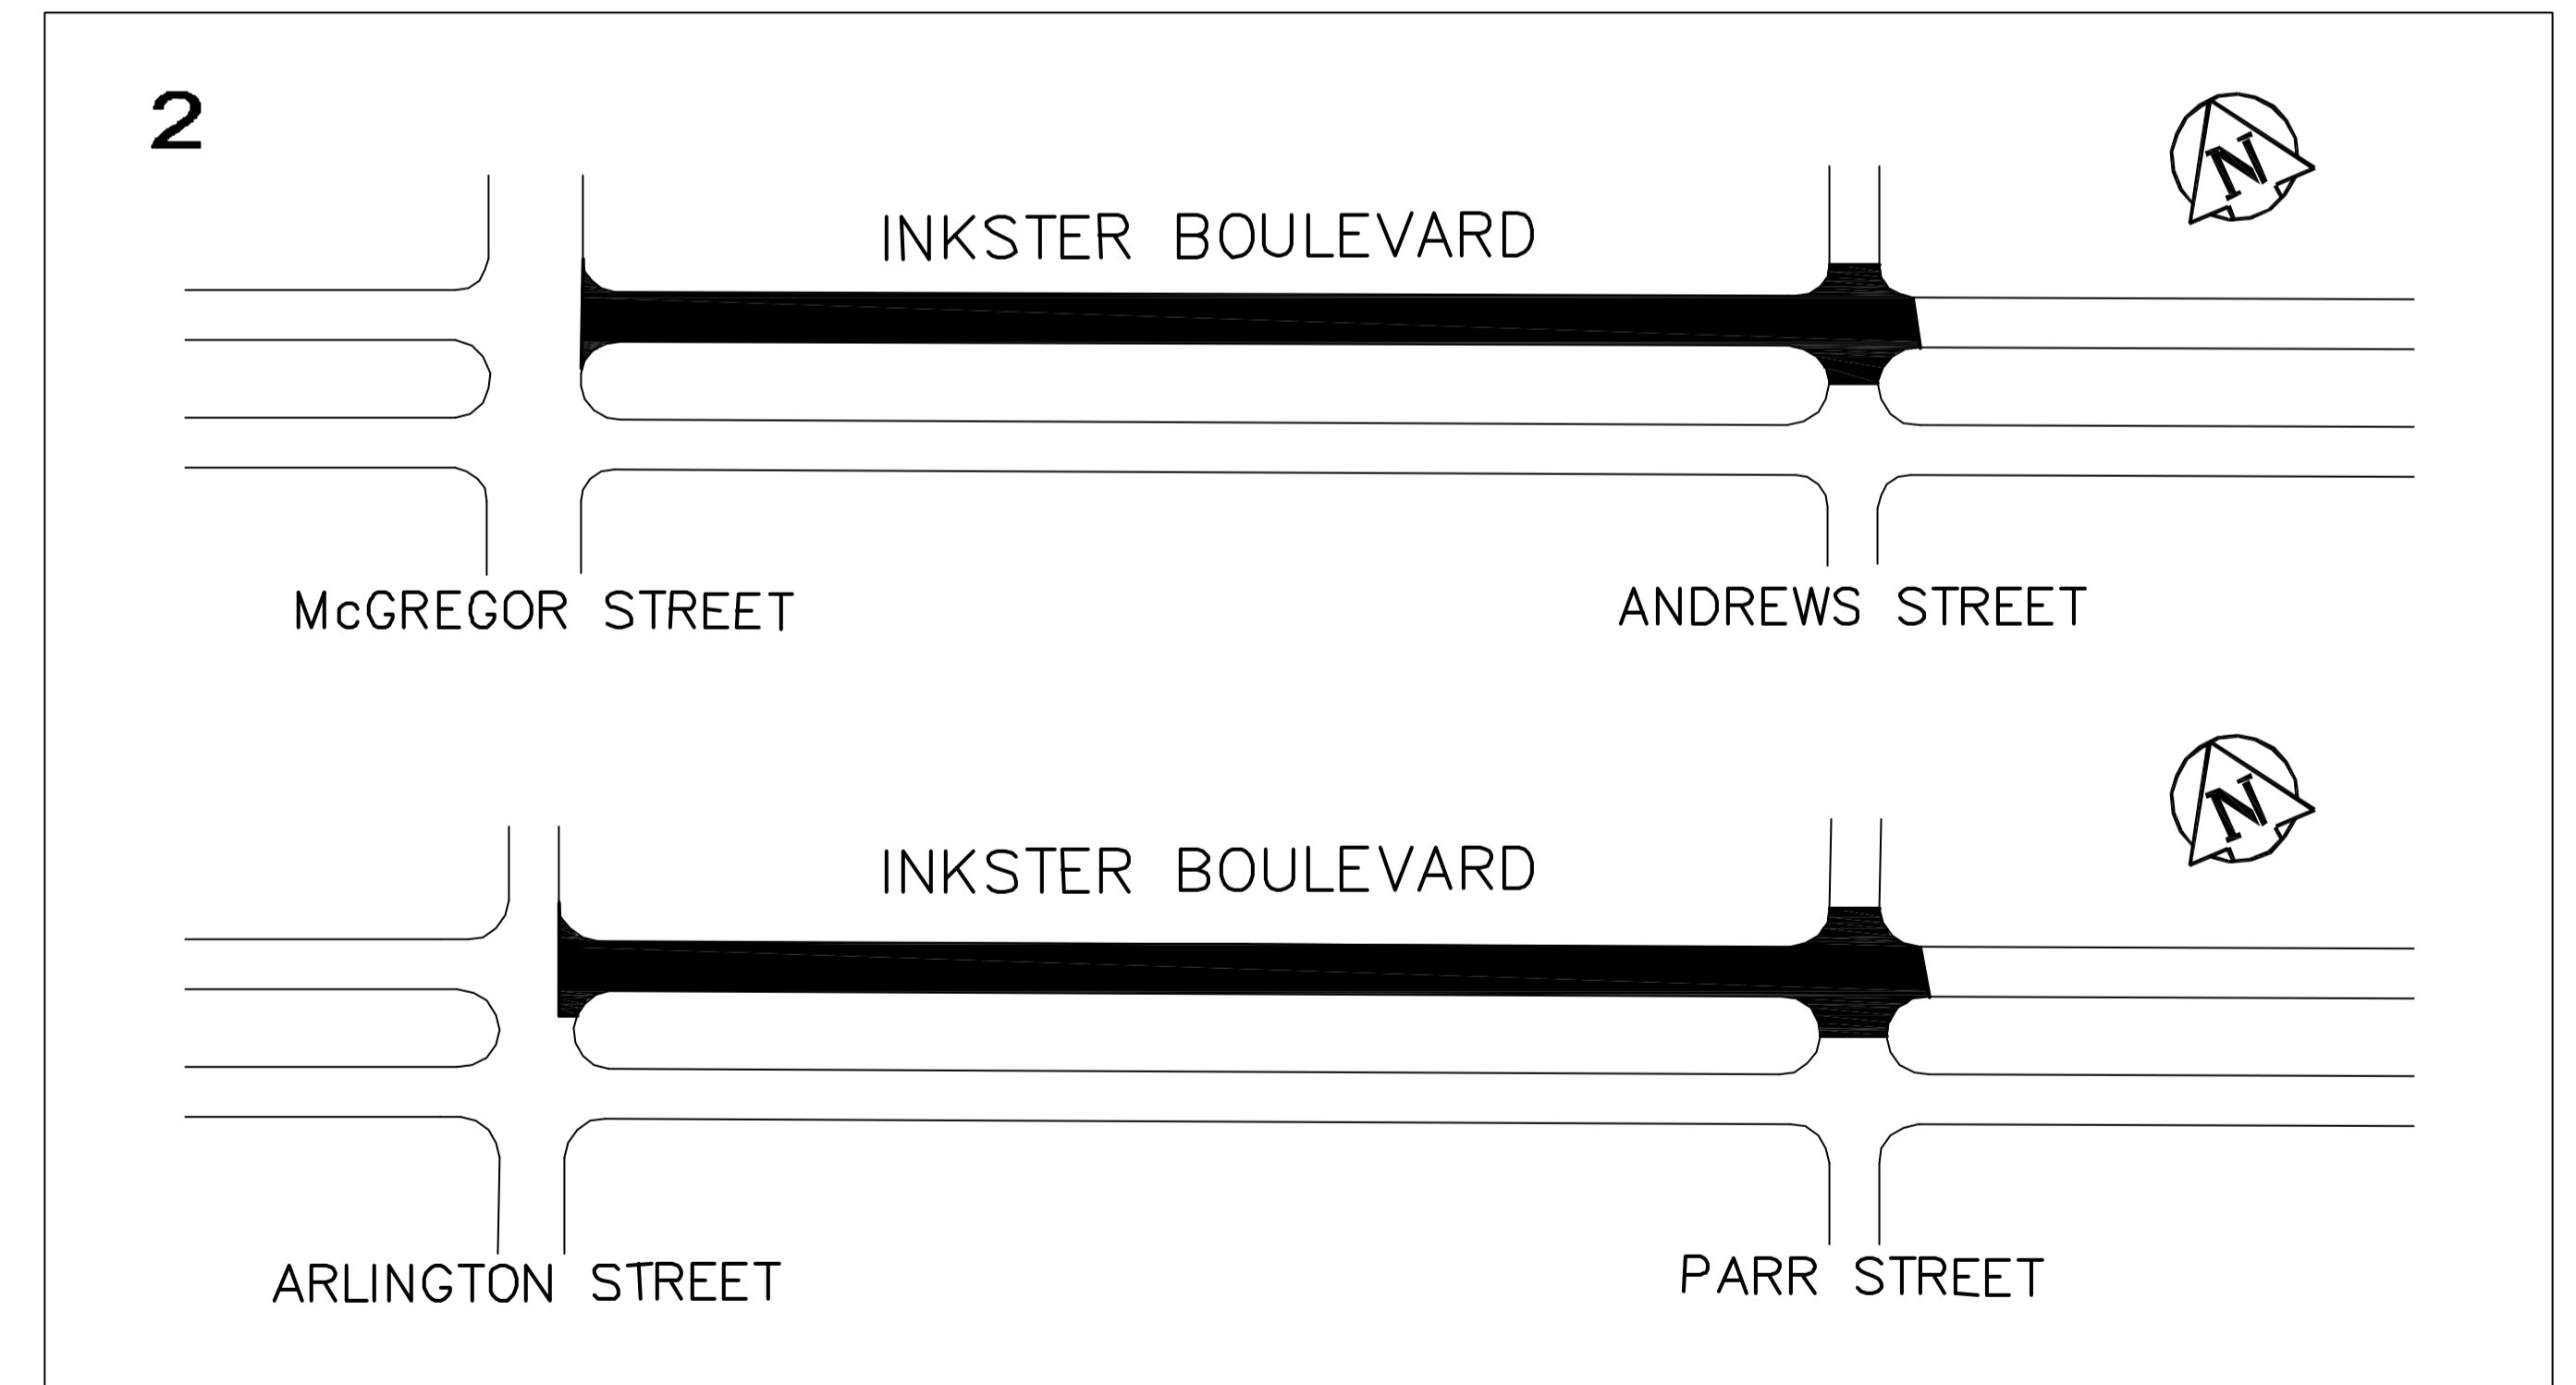 2
N
INKSTER BOULEVARD
McGREGOR STREET
ANDREWS STREET
N
INKSTER BOULEVARD
ARLINGTON STREET
PARR STREET